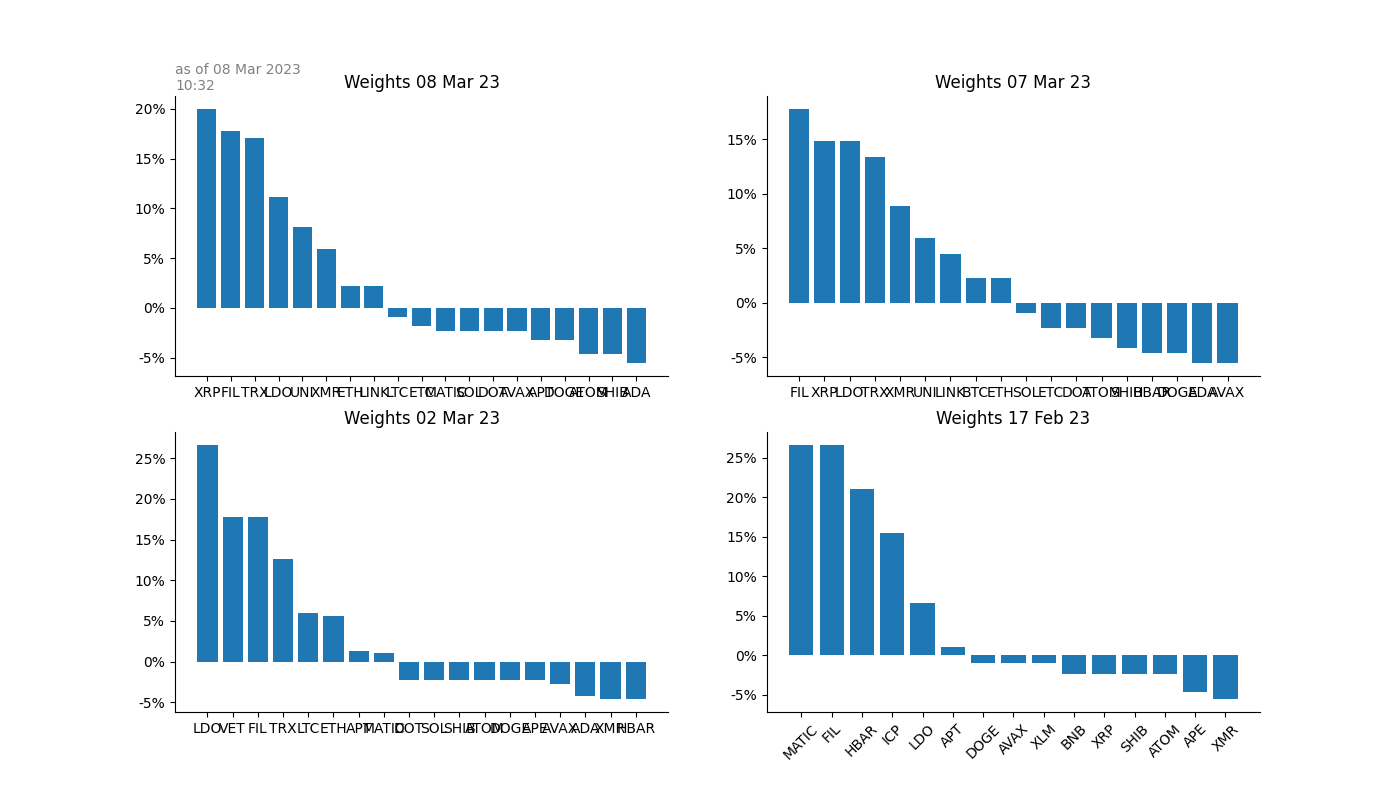 as of 08 Mar 2023
10:32
Weights 08 Mar 23
20%
15%
10%
5%
0%
-5%
XRP FIL TRX LDO UNI XMR ETH LINK LTC ETC MATIC SOL DOT AVAX APT DOGE ATOM SHIB ADA
Weights 07 Mar 23
15%
10%
5%
0%
-5%
FIL XRP LDO TRX XMR UNI LINK BTC ETH SOL ETC DOT ATOM SHIB HBAR DOGE ADA AVAX
Weights 02 Mar 23
25%
20%
15%
10%
5%
0%
-5%
LDO VET FIL TRX LTC ETH APT MATIC DOT SOL SHIB ATOM DOGE APE AVAX ADA XMR HBAR
Weights 17 Feb 23
25%
20%
15%
10%
5%
0%
-5%
MATIC FIL HBAR ICP LDO APT DOGE AVAX XLM BNB XRP SHIB ATOM APE XMR